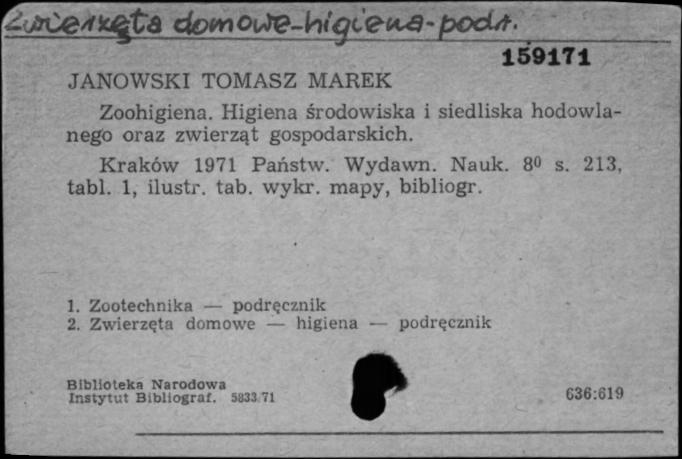 Zwierzęta domowe-higiena-podr.
159171
JANOWSKI TOMASZ MAREK
Zoohigiena. Higiena środowiska i siedliska hodowla-
nego oraz zwierząt gospodarskich.
Kraków 1971 Państw. Wydawn. Nauk. 8⁰ s. 213,
tabl. 1, ilustr. tab. wykr. mapy, bibliogr.
1. Zootechnika — podręcznik
2. Zwierzęta domowe — higiena — podręcznik
Biblioteka Narodowa
Instytut Bibliograf. 5833/71
636:619